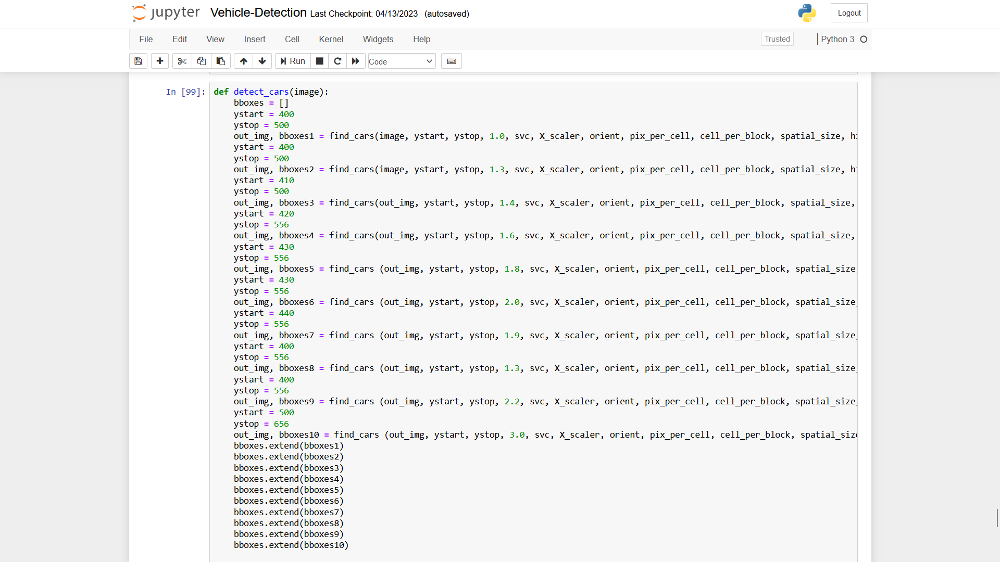 jupyter Vehicle-Detection Last Checkpoint: 04/13/2023 (autosaved) Logout
File Edit View Insert Cell Kernel Widgets Help Trusted Python 3
Run Code
In [99]: def detect_cars(image):
bboxes = []
ystart = 400
ystop = 500
out_img, bboxes1 = find_cars(image, ystart, ystop, 1.0, svc, X_scaler, orient, pix_per_cell, cell_per_block, spatial_size,
ystart = 400
ystop = 500
out_img, bboxes2 = find_cars(image, ystart, ystop, 1.3, svc, X_scaler, orient, pix_per_cell, cell_per_block, spatial_size,
ystart = 410
ystop = 500
out_img, bboxes3 = find_cars(out_img, ystart, ystop, 1.4, svc, X_scaler, orient, pix_per_cell, cell_per_block, spatial_size,
ystart = 420
ystop = 556
out_img, bboxes4 = find_cars(out_img, ystart, ystop, 1.6, svc, X_scaler, orient, pix_per_cell, cell_per_block, spatial_size,
ystart = 430
ystop = 556
out_img, bboxes5 = find_cars (out_img, ystart, ystop, 1.8, svc, X_scaler, orient, pix_per_cell, cell_per_block, spatial_size,
ystart = 430
ystop = 556
out_img, bboxes6 = find_cars (out_img, ystart, ystop, 2.0, svc, X_scaler, orient, pix_per_cell, cell_per_block, spatial_size,
ystart = 440
ystop = 556
out_img, bboxes7 = find_cars (out_img, ystart, ystop, 1.9, svc, X_scaler, orient, pix_per_cell, cell_per_block, spatial_size,
ystart = 400
ystop = 556
out_img, bboxes8 = find_cars (out_img, ystart, ystop, 1.3, svc, X_scaler, orient, pix_per_cell, cell_per_block, spatial_size,
ystart = 400
ystop = 556
out_img, bboxes9 = find_cars (out_img, ystart, ystop, 2.2, svc, X_scaler, orient, pix_per_cell, cell_per_block, spatial_size,
ystart = 500
ystop = 656
out_img, bboxes10 = find_cars (out_img, ystart, ystop, 3.0, svc, X_scaler, orient, pix_per_cell, cell_per_block, spatial_size
bboxes.extend(bboxes1)
bboxes.extend(bboxes2)
bboxes.extend(bboxes3)
bboxes.extend(bboxes4)
bboxes.extend(bboxes5)
bboxes.extend(bboxes6)
bboxes.extend(bboxes7)
bboxes.extend(bboxes8)
bboxes.extend(bboxes9)
bboxes.extend(bboxes10)